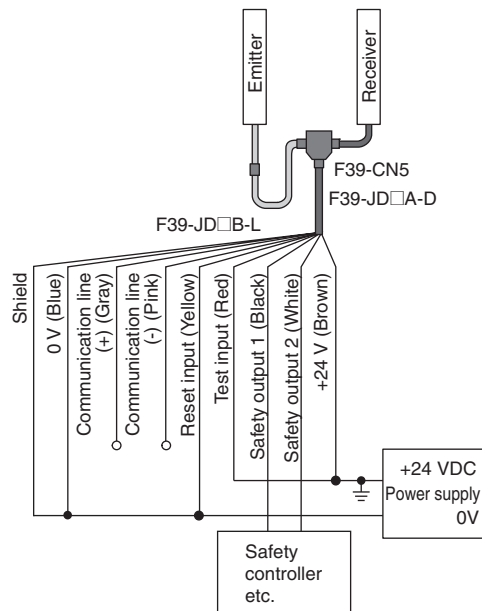 Emitter
Receiver
F39-CN5
F39-JD□A-D
F39-JD□B-L
Shield
0 V (Blue)
Communication line
(+) (Gray)
Communication line
(-) (Pink)
Reset input (Yellow)
Test input (Red)
Safety output 1 (Black)
Safety output 2 (White)
+24 V (Brown)
+24 VDC
Power supply
0V
Safety
controller
etc.